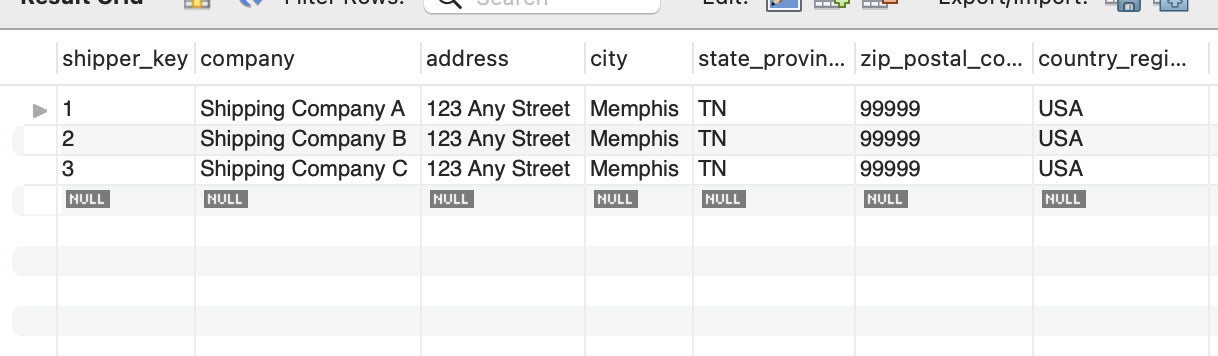 Result Grid Filter Rows: Search Edit: Export/Import:
shipper_key company address city state_provin... zip_postal_co... country_regi...
1 Shipping Company A 123 Any Street Memphis TN 99999 USA
2 Shipping Company B 123 Any Street Memphis TN 99999 USA
3 Shipping Company C 123 Any Street Memphis TN 99999 USA
NULL NULL NULL NULL NULL NULL NULL